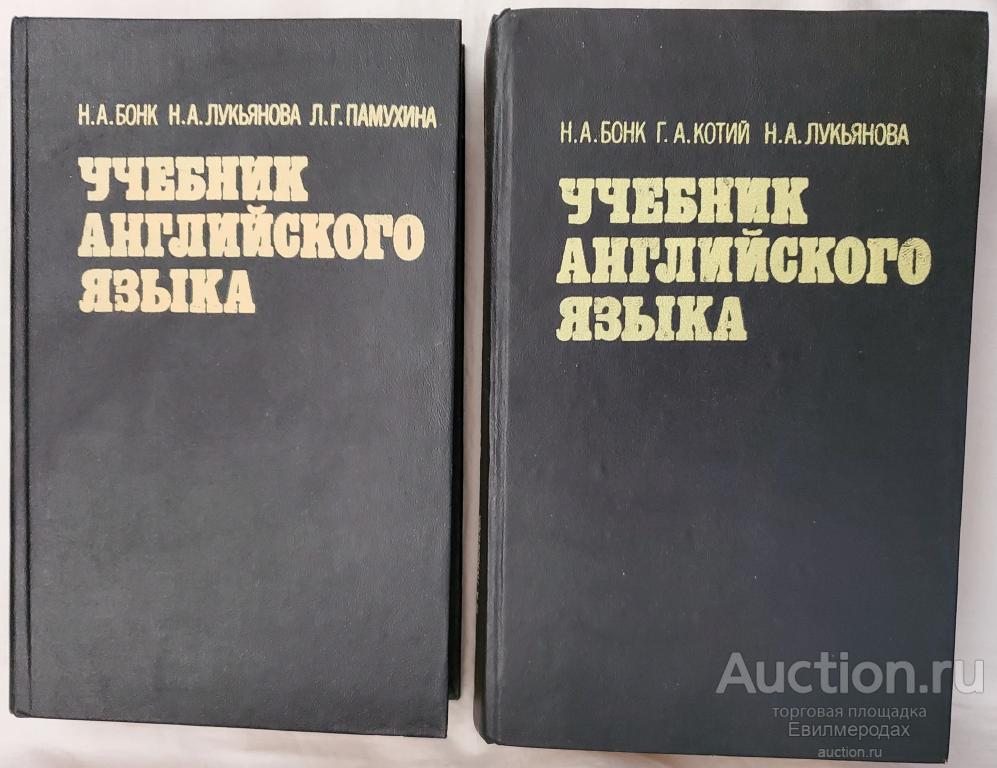 Н.А.БОНК Н.А.ЛУКЬЯНОВА Л.Г.ПАМУХИНА
УЧЕБНИК
АНГЛИЙСКОГО
ЯЗЫКА
Н.А.БОНК Г.А.КОТИЙ Н.А.ЛУКЬЯНОВА
УЧЕБНИК
АНГЛИЙСКОГО
ЯЗЫКА
Auction.ru
торговая площадка
Евилмеродах
auction.ru